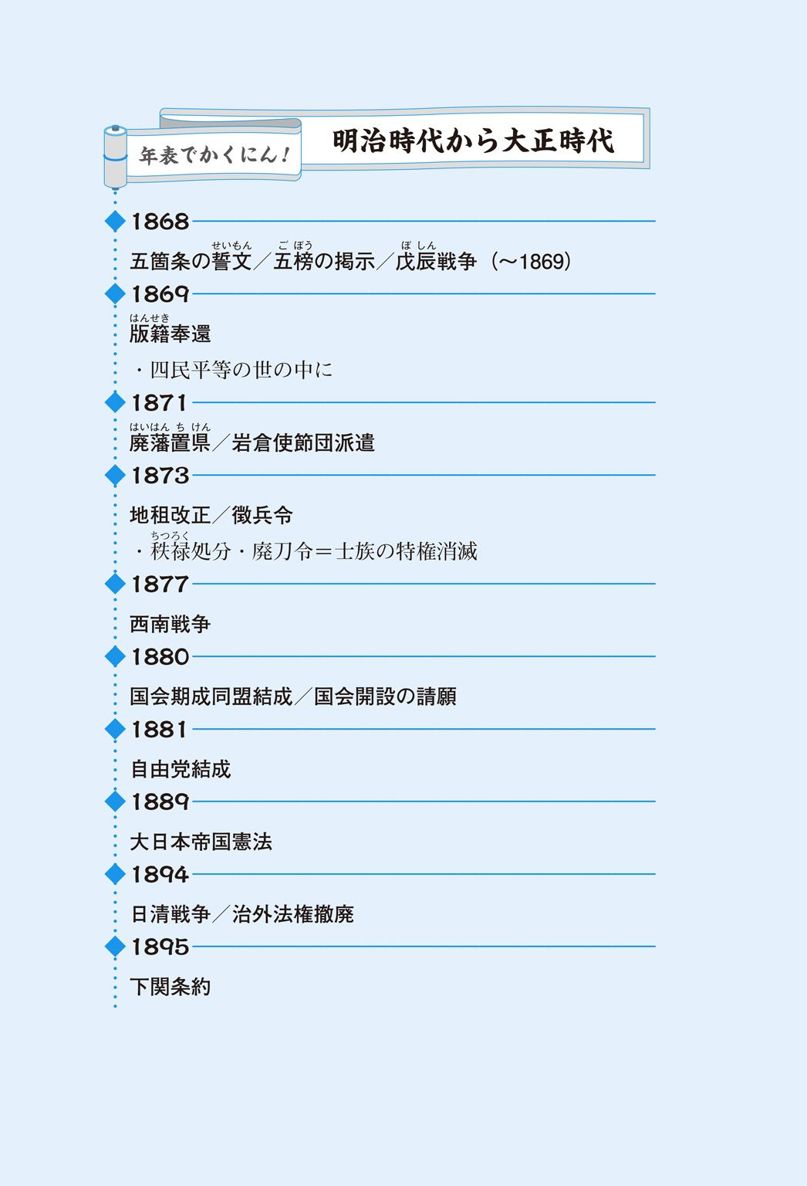 年表でかくにん！
明治時代から大正時代
1868
せいもん ごぼう ぼしん
五箇条の誓文／五榜の掲示／戊辰戦争（～1869）
1869
はんせき
版籍奉還
・四民平等の世の中に
1871
はいはんちけん
廃藩置県／岩倉使節団派遣
1873
地租改正／徴兵令
ちつろく
・秩禄処分・廃刀令＝士族の特権消滅
1877
西南戦争
1880
国会期成同盟結成／国会開設の請願
1881
自由党結成
1889
大日本帝国憲法
1894
日清戦争／治外法権撤廃
1895
下関条約